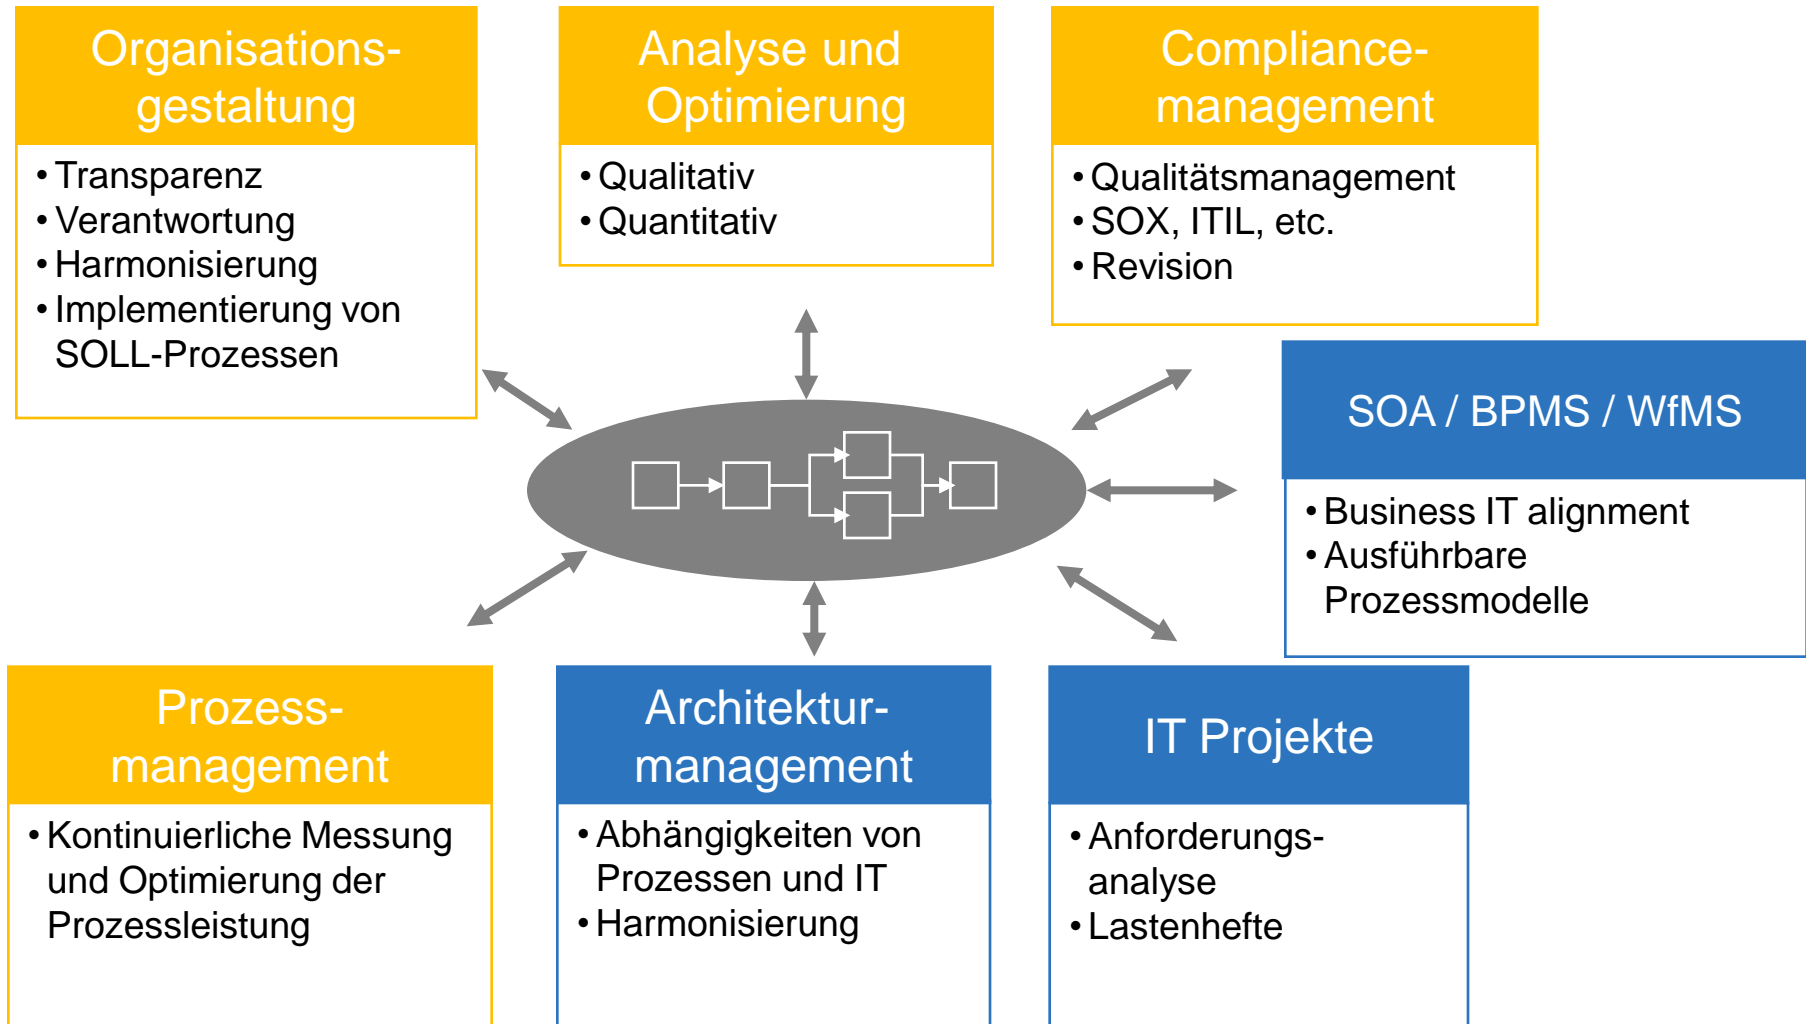 Organisations-
gestaltung
• Transparenz
• Verantwortung
• Harmonisierung
• Implementierung von
SOLL-Prozessen
Analyse und
Optimierung
• Qualitativ
• Quantitativ
Compliance-
management
• Qualitätsmanagement
• SOX, ITIL, etc.
• Revision
SOA / BPMS / WfMS
• Business IT alignment
• Ausführbare
Prozessmodelle
Prozess-
management
• Kontinuierliche Messung
und Optimierung der
Prozessleistung
Architektur-
management
• Abhängigkeiten von
Prozessen und IT
• Harmonisierung
IT Projekte
• Anforderungs-
analyse
• Lastenhefte